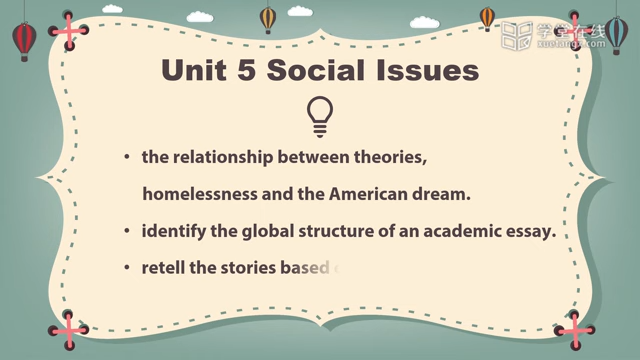 学堂在线
xuetangx.com
Unit 5 Social Issues
• the relationship between theories,
homelessness and the American dream.
• identify the global structure of an academic essay.
• retell the stories based